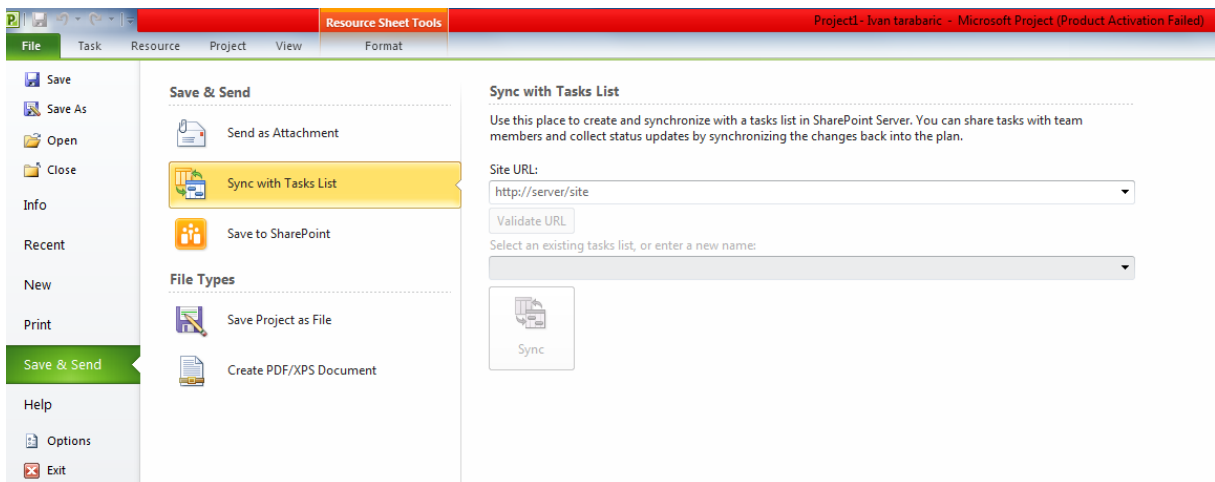 Resource Sheet Tools
Project1- Ivan tarabaric - Microsoft Project (Product Activation Failed)
File Task Resource Project View Format
Save
Save As
Open
Close
Info
Recent
New
Print
Save & Send
Help
Options
Exit
Save & Send
Send as Attachment
Sync with Tasks List
Save to SharePoint
File Types
Save Project as File
Create PDF/XPS Document
Sync with Tasks List
Use this place to create and synchronize with a tasks list in SharePoint Server. You can share tasks with team
members and collect status updates by synchronizing the changes back into the plan.
Site URL:
http://server/site
Validate URL
Select an existing tasks list, or enter a new name:
Sync